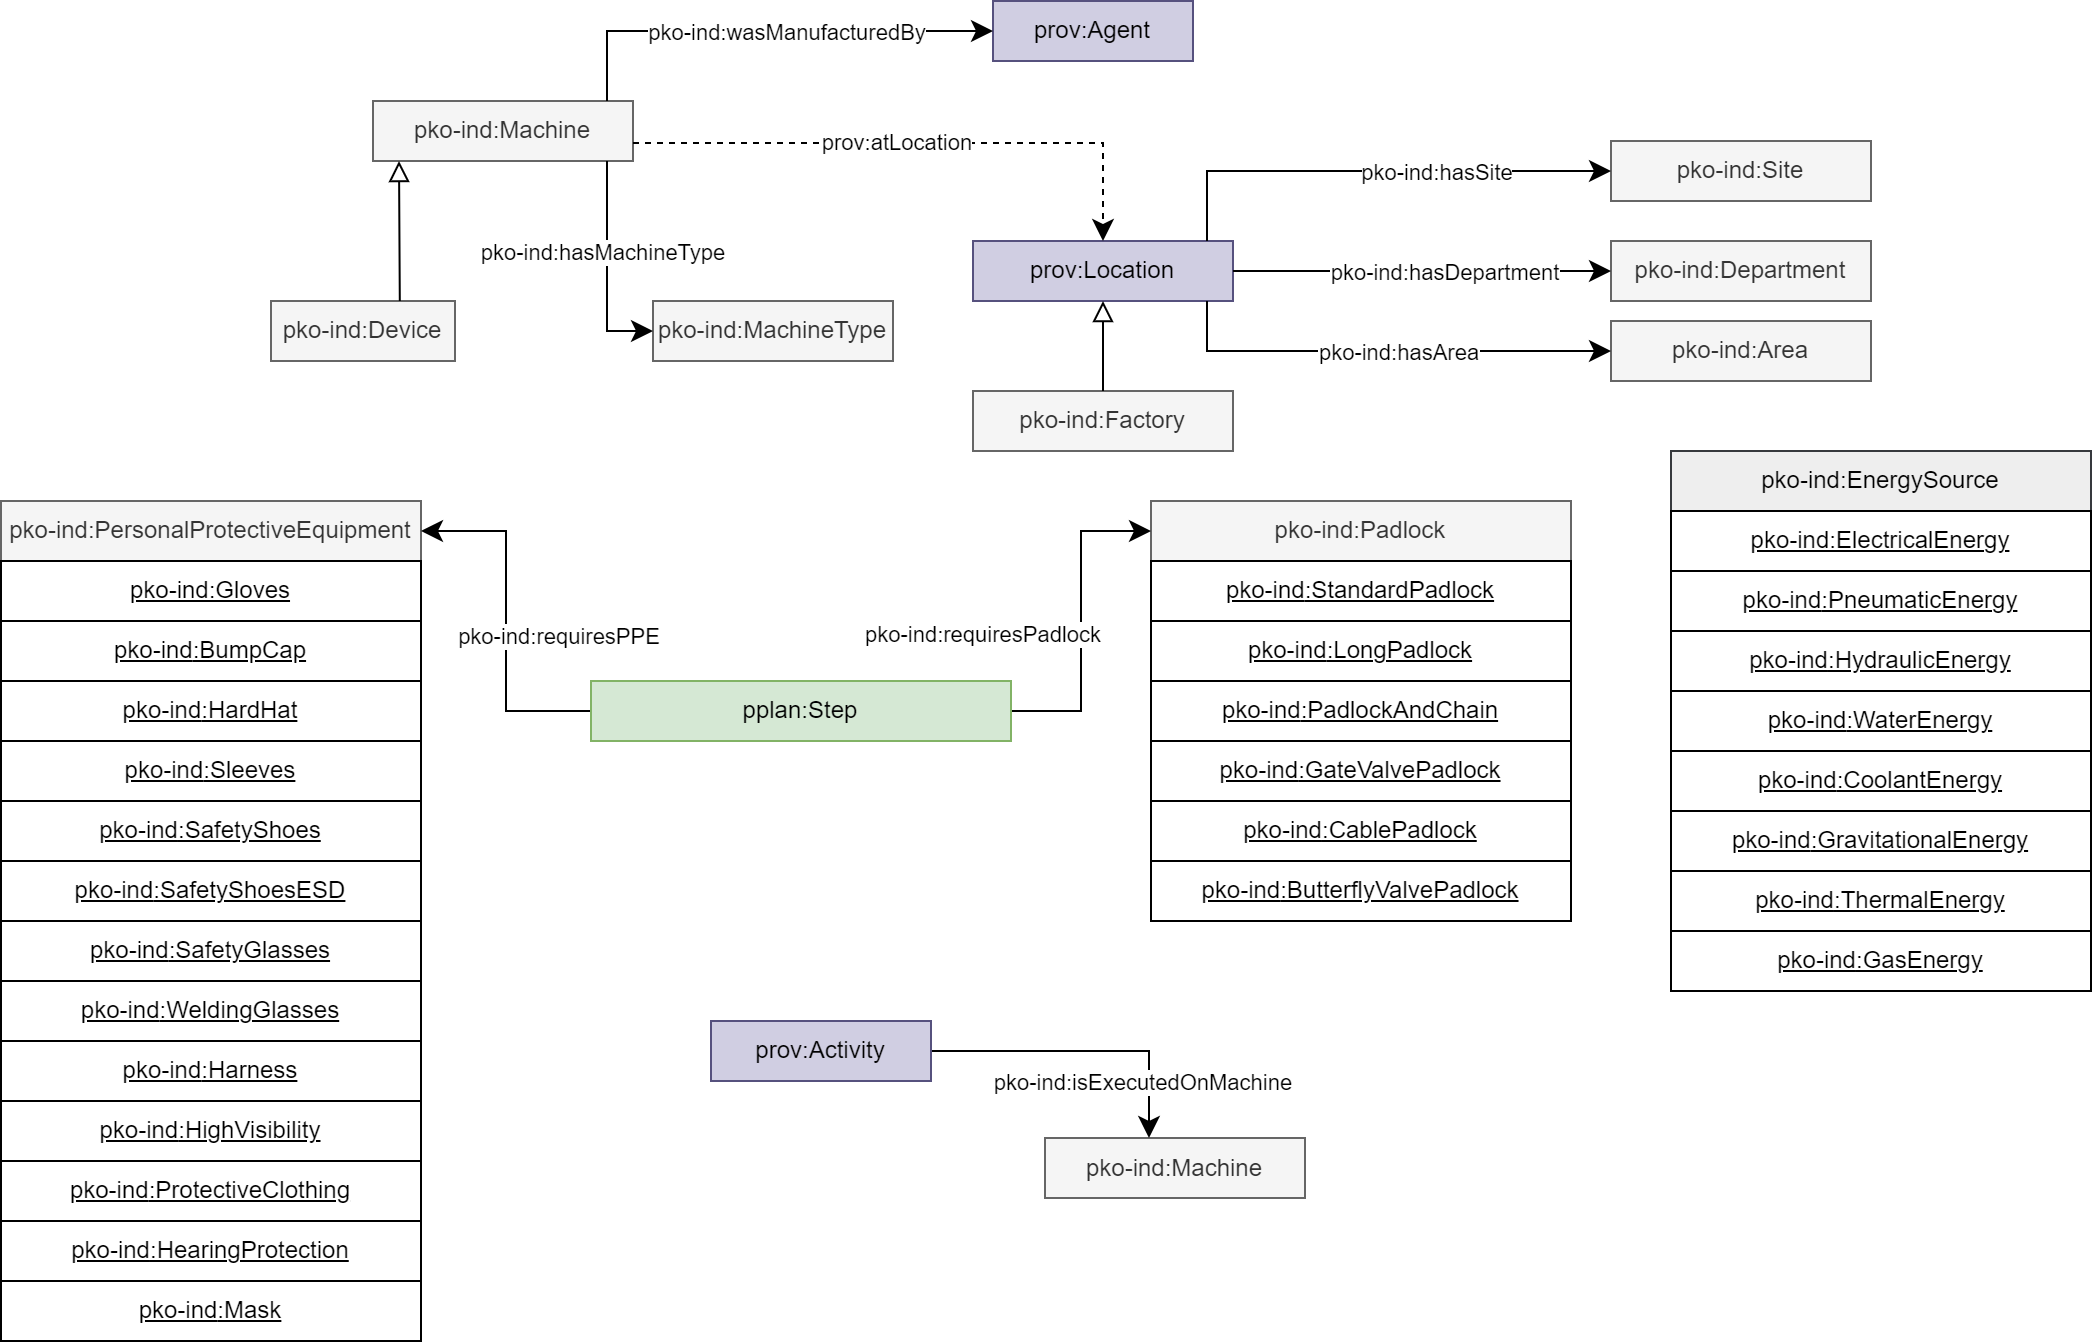 pko-ind:wasManufacturedBy
prov:Agent
pko-ind:Machine
prov:atLocation
pko-ind:hasSite
pko-ind:Site
pko-ind:hasMachineType
prov:Location
pko-ind:hasDepartment
pko-ind:Department
pko-ind:Device
pko-ind:MachineType
pko-ind:hasArea
pko-ind:Area
pko-ind:Factory
pko-ind:PersonalProtectiveEquipment
pko-ind:Gloves
pko-ind:BumpCap
pko-ind:HardHat
pko-ind:Sleeves
pko-ind:SafetyShoes
pko-ind:SafetyShoesESD
pko-ind:SafetyGlasses
pko-ind:WeldingGlasses
pko-ind:Harness
pko-ind:HighVisibility
pko-ind:ProtectiveClothing
pko-ind:HearingProtection
pko-ind:Mask
pko-ind:requiresPPE
pplan:Step
pko-ind:requiresPadlock
pko-ind:Padlock
pko-ind:StandardPadlock
pko-ind:LongPadlock
pko-ind:PadlockAndChain
pko-ind:GateValvePadlock
pko-ind:CablePadlock
pko-ind:ButterflyValvePadlock
pko-ind:EnergySource
pko-ind:ElectricalEnergy
pko-ind:PneumaticEnergy
pko-ind:HydraulicEnergy
pko-ind:WaterEnergy
pko-ind:CoolantEnergy
pko-ind:GravitationalEnergy
pko-ind:ThermalEnergy
pko-ind:GasEnergy
prov:Activity
pko-ind:isExecutedOnMachine
pko-ind:Machine